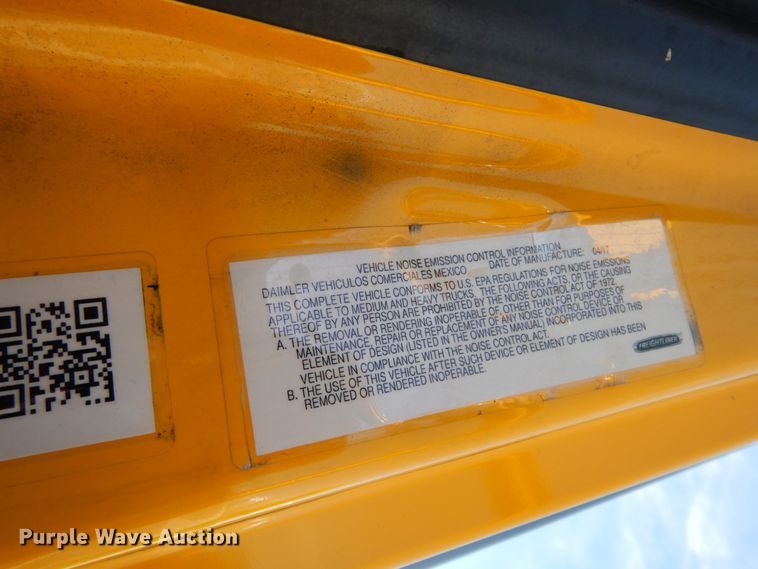 VEHICLE NOISE EMISSION CONTROL INFORMATION
DAIMLER VEHICULOS COMERCIALES MEXICO DATE OF MANUFACTURE: 04/17
THIS COMPLETE VEHICLE CONFORMS TO U.S. EPA REGULATIONS FOR NOISE EMISSIONS
APPLICABLE TO MEDIUM AND HEAVY TRUCKS. THE FOLLOWING ACTS, OR THE CAUSING
THEREOF BY ANY PERSON ARE PROHIBITED BY THE NOISE CONTROL ACT OF 1972.
A. THE REMOVAL OR RENDERING INOPERABLE OF OTHER THAN FOR PURPOSES OF
MAINTENANCE, REPAIR OR REPLACEMENT OF ANY NOISE CONTROL DEVICE OR
ELEMENT OF DESIGN (LISTED IN THE OWNERS MANUAL) INCORPORATED INTO THIS
VEHICLE IN COMPLIANCE WITH THE NOISE CONTROL ACT.
B. THE USE OF THIS VEHICLE AFTER SUCH DEVICE OR ELEMENT OF DESIGN HAS BEEN
REMOVED OR RENDERED INOPERABLE.
FREIGHTLINER
Purple Wave Auction